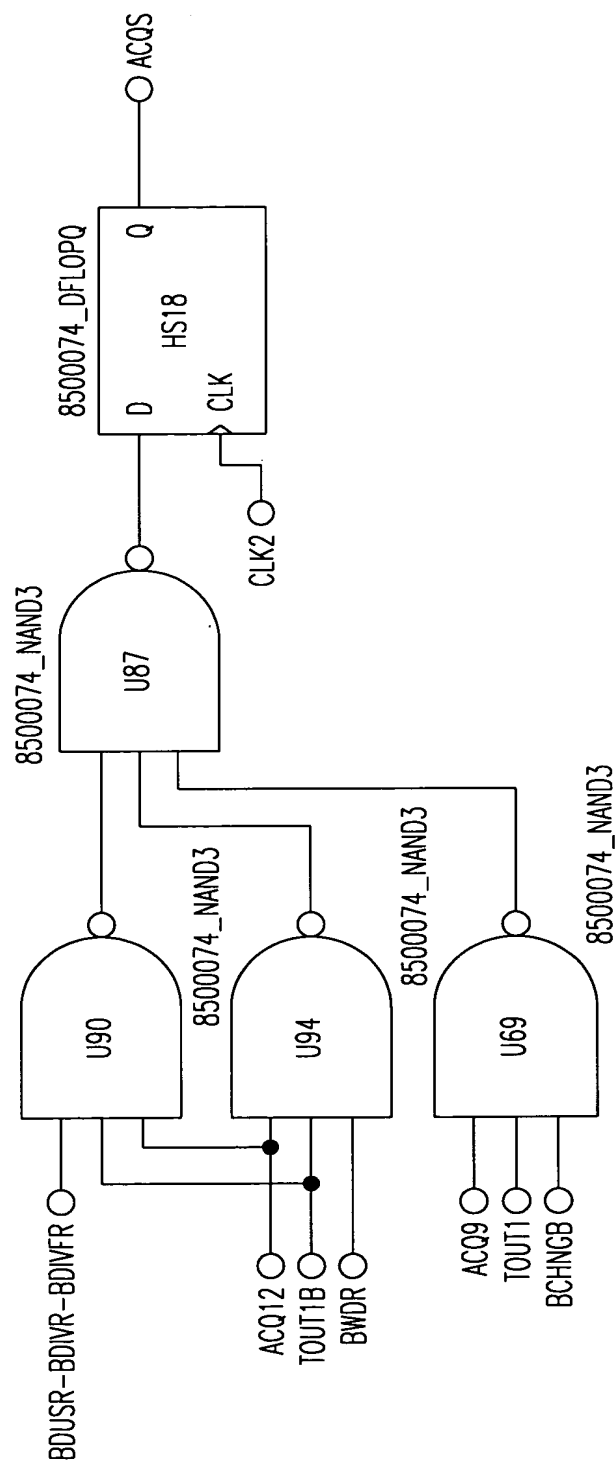 BDUSR-BDIVR-BDIVFR
U90
8500074_NAND3
ACQ12
TOUT1B
BWDR
U94
8500074_NAND3
ACQ9
TOUT1
BCHNGB
U69
8500074_NAND3
8500074_NAND3
U87
CLK2
8500074_DFLOPQ
D
Q
HS18
CLK
ACQS